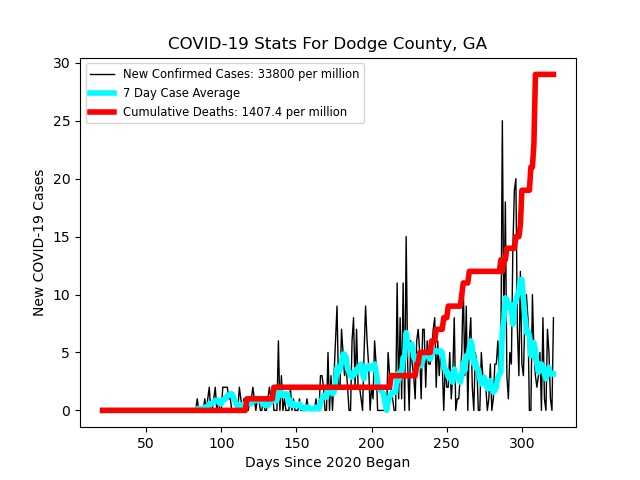 COVID-19 Stats For Dodge County, GA
New Confirmed Cases: 33800 per million
7 Day Case Average
Cumulative Deaths: 1407.4 per million
New COVID-19 Cases
30
25
20
15
10
5
0
50
100
150
200
250
300
Days Since 2020 Began